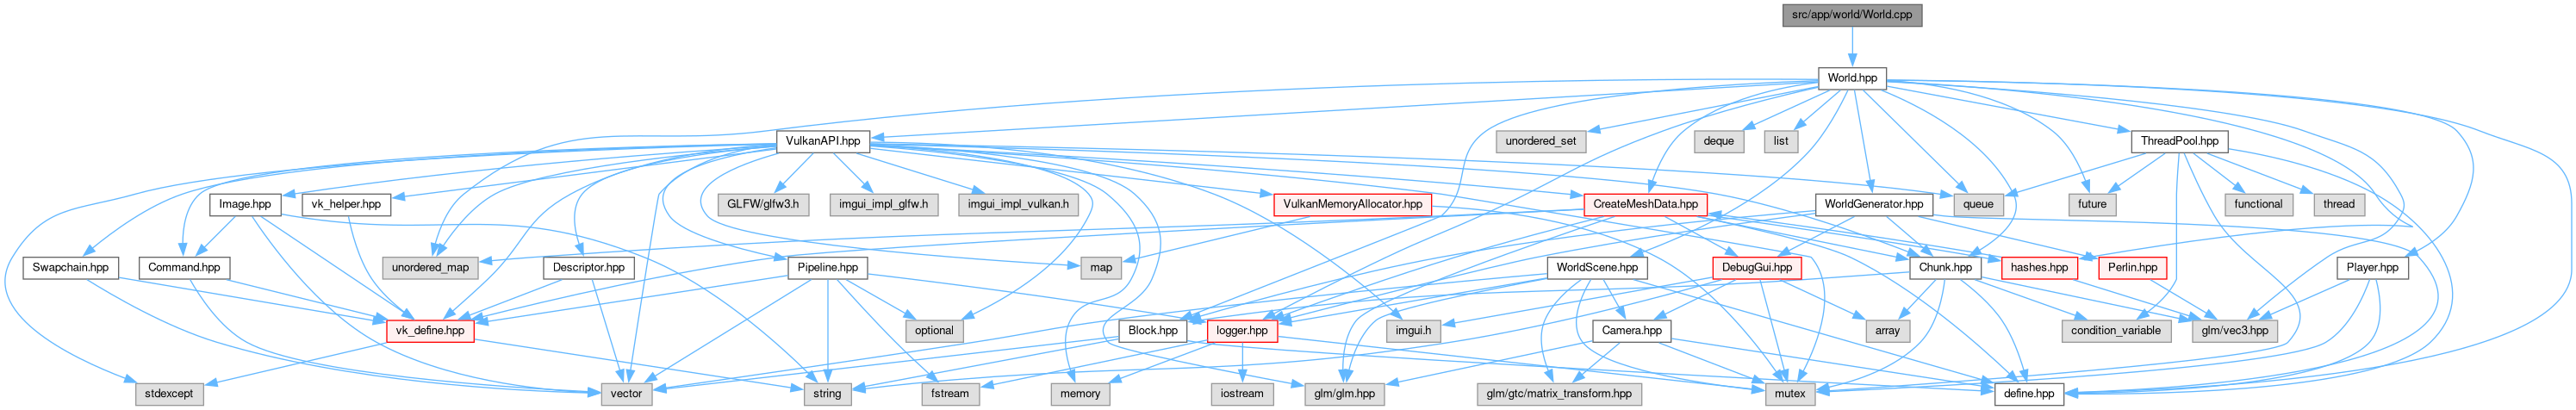 src/app/world/World.cpp
World.hpp
VulkanAPI.hpp
unordered_set
deque
list
ThreadPool.hpp
Image.hpp
vk_helper.hpp
GLFW/glfw3.h
imgui_impl_glfw.h
imgui_impl_vulkan.h
VulkanMemoryAllocator.hpp
CreateMeshData.hpp
WorldGenerator.hpp
queue
future
functional
thread
Swapchain.hpp
Command.hpp
unordered_map
Descriptor.hpp
Pipeline.hpp
map
WorldScene.hpp
DebugGui.hpp
Chunk.hpp
hashes.hpp
Perlin.hpp
Player.hpp
vk_define.hpp
optional
Block.hpp
logger.hpp
imgui.h
Camera.hpp
array
condition_variable
glm/vec3.hpp
stdexcept
vector
string
fstream
memory
iostream
glm/glm.hpp
glm/gtc/matrix_transform.hpp
mutex
define.hpp